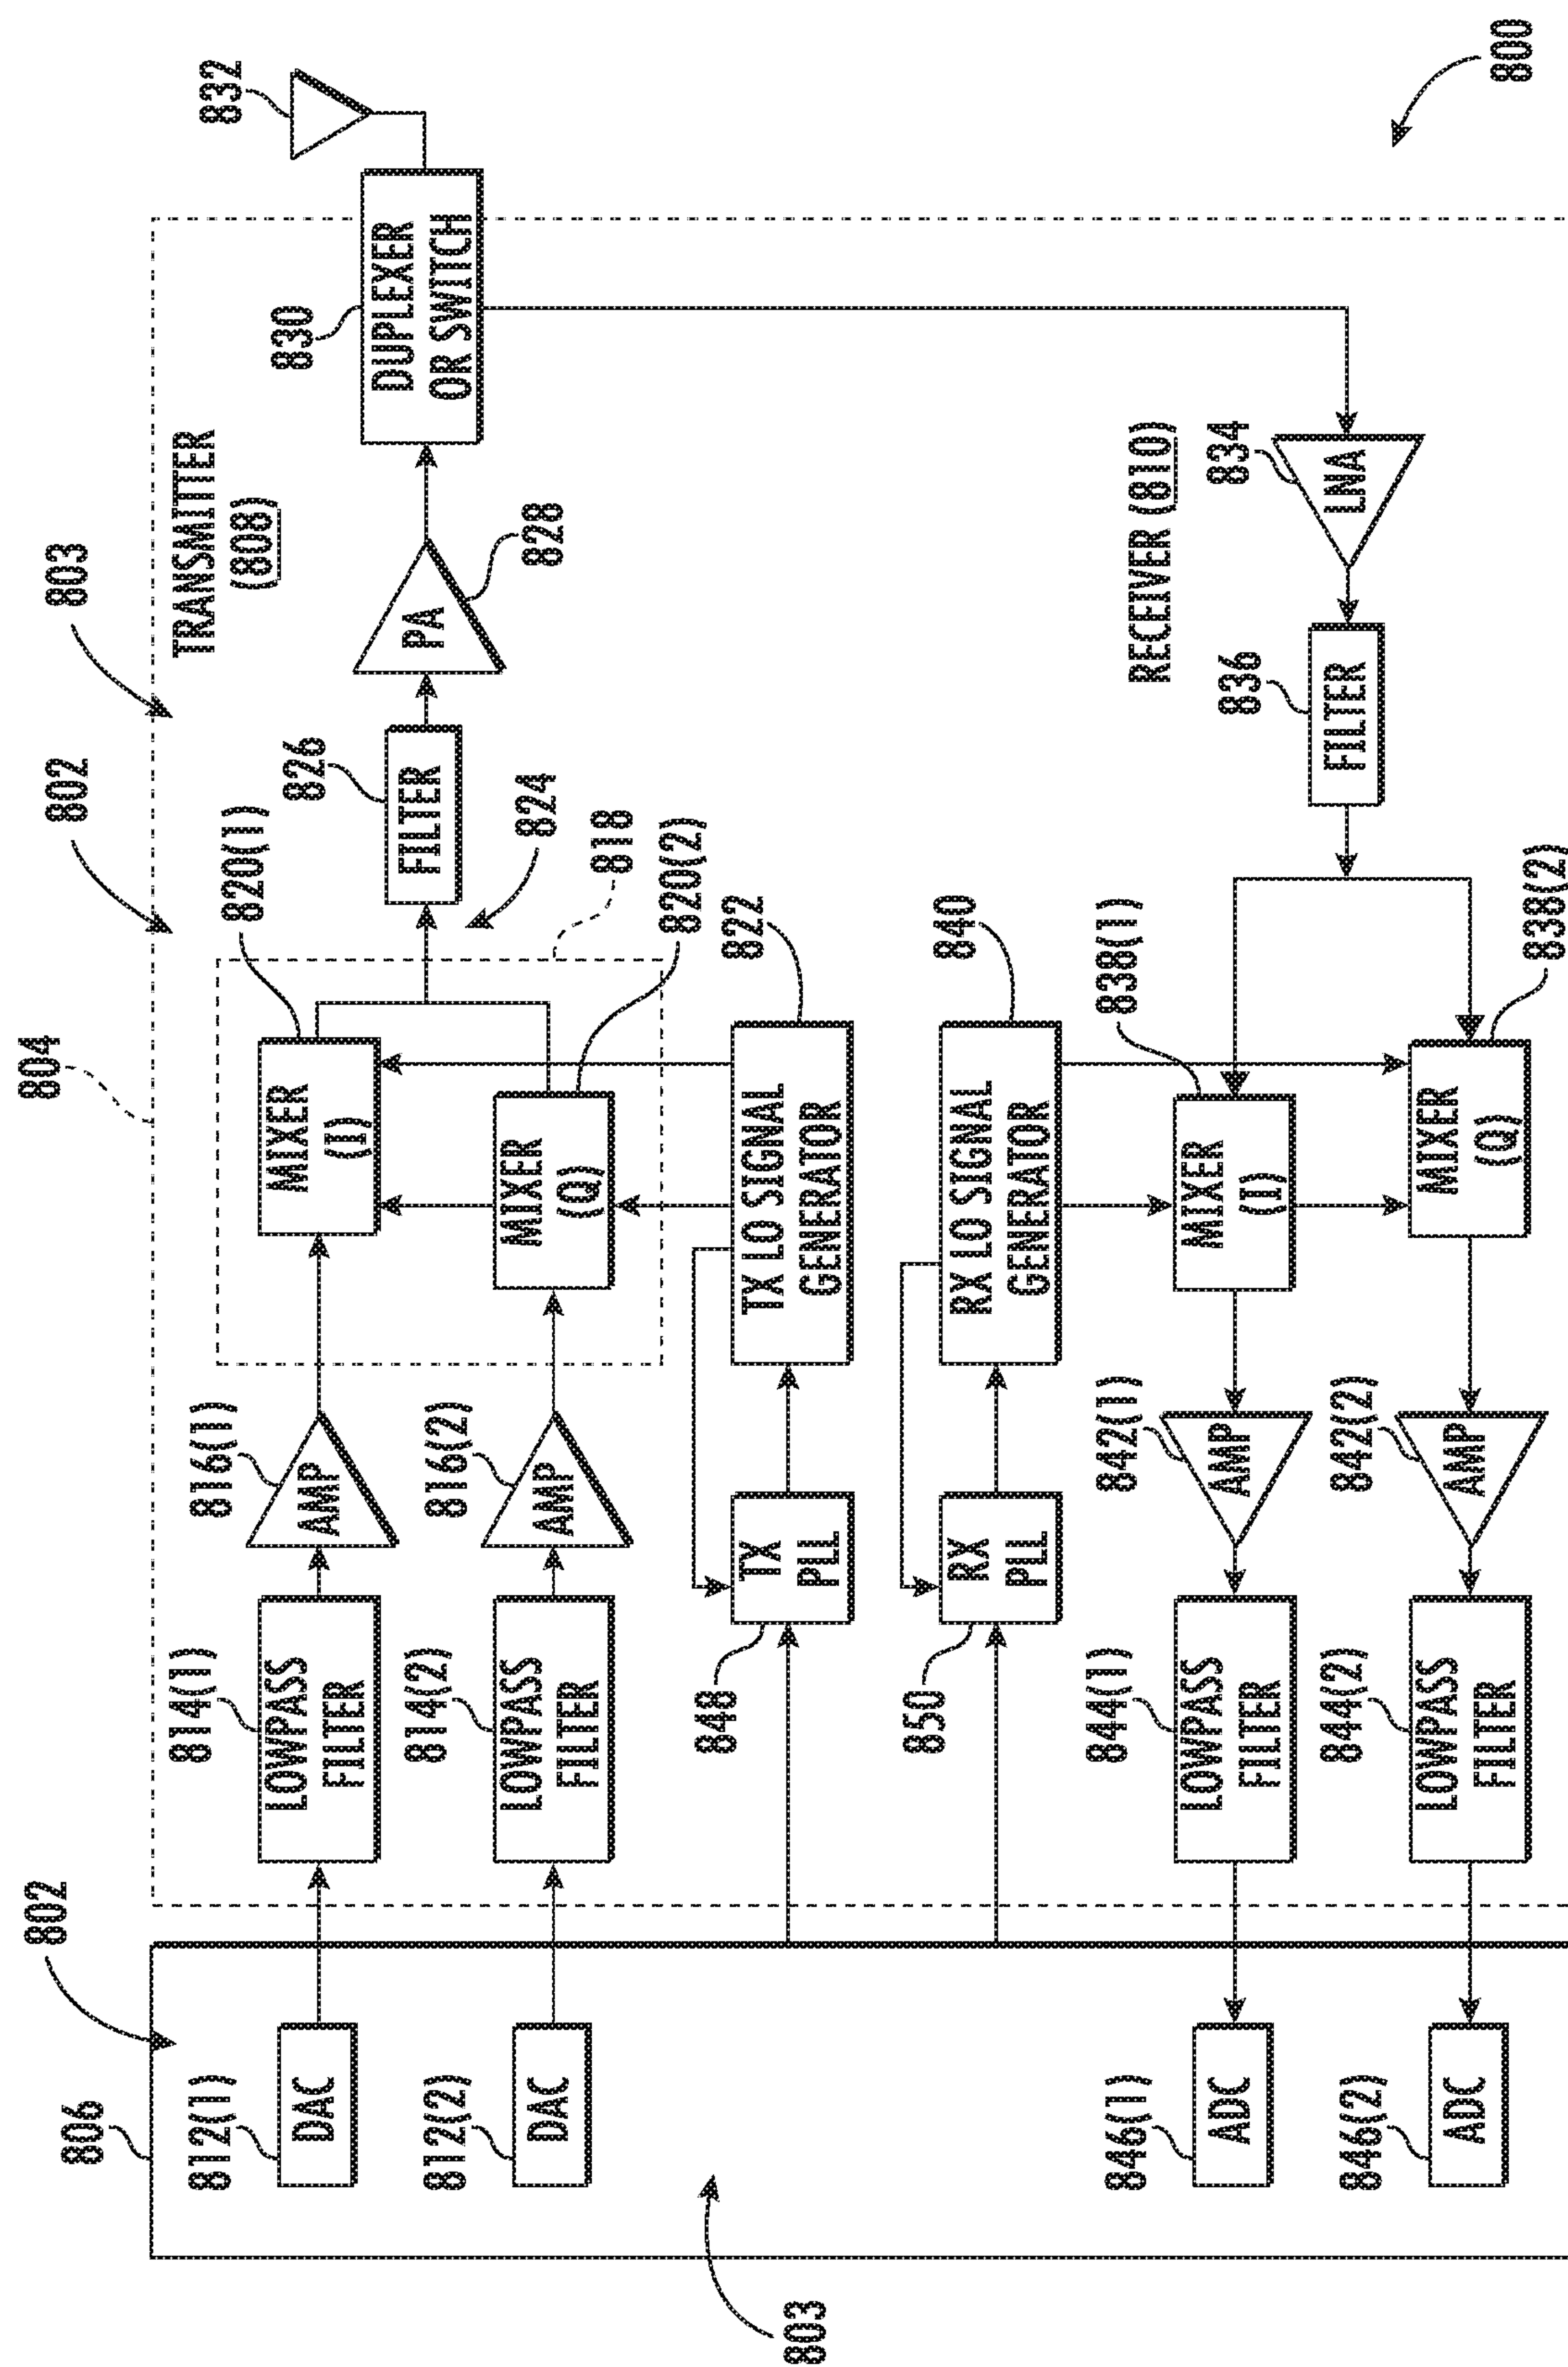 800
802
803
804
802
803
806
TRANSMITTER
(808)
812(1)
DAC
814(1)
LOWPASS
FILTER
816(1)
AMP
820(1)
MIXER
(I)
826
FILTER
828
PA
830
DUPLEXER
OR SWITCH
832
812(2)
DAC
814(2)
LOWPASS
FILTER
816(2)
AMP
MIXER
(Q)
820(2)
818
824
848
TX
PLL
TX LO SIGNAL
GENERATOR
822
850
RX
PLL
RX LO SIGNAL
GENERATOR
840
RECEIVER (810)
834
LNA
836
FILTER
846(1)
ADC
844(1)
LOWPASS
FILTER
842(1)
AMP
838(1)
MIXER
(I)
846(2)
ADC
844(2)
LOWPASS
FILTER
842(2)
AMP
MIXER
(Q)
838(2)